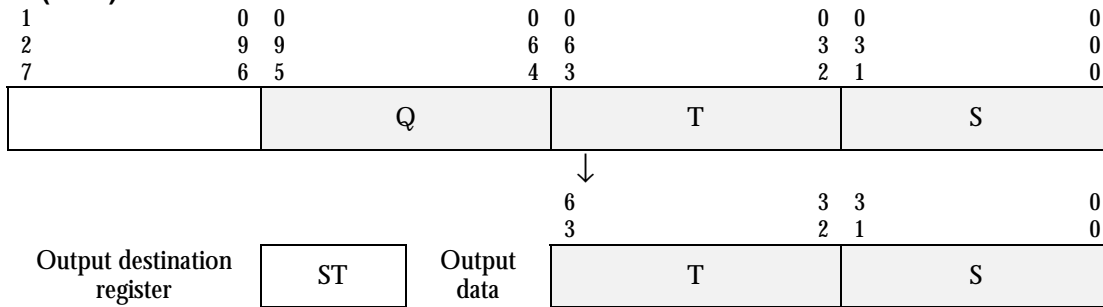 1 0 0 0 0 0 0 0
2 9 9 6 6 3 3 0
7 6 5 4 3 2 1 0
Q T S
↓
6 3 3 0
3 2 1 0
Output destination register ST Output data T S